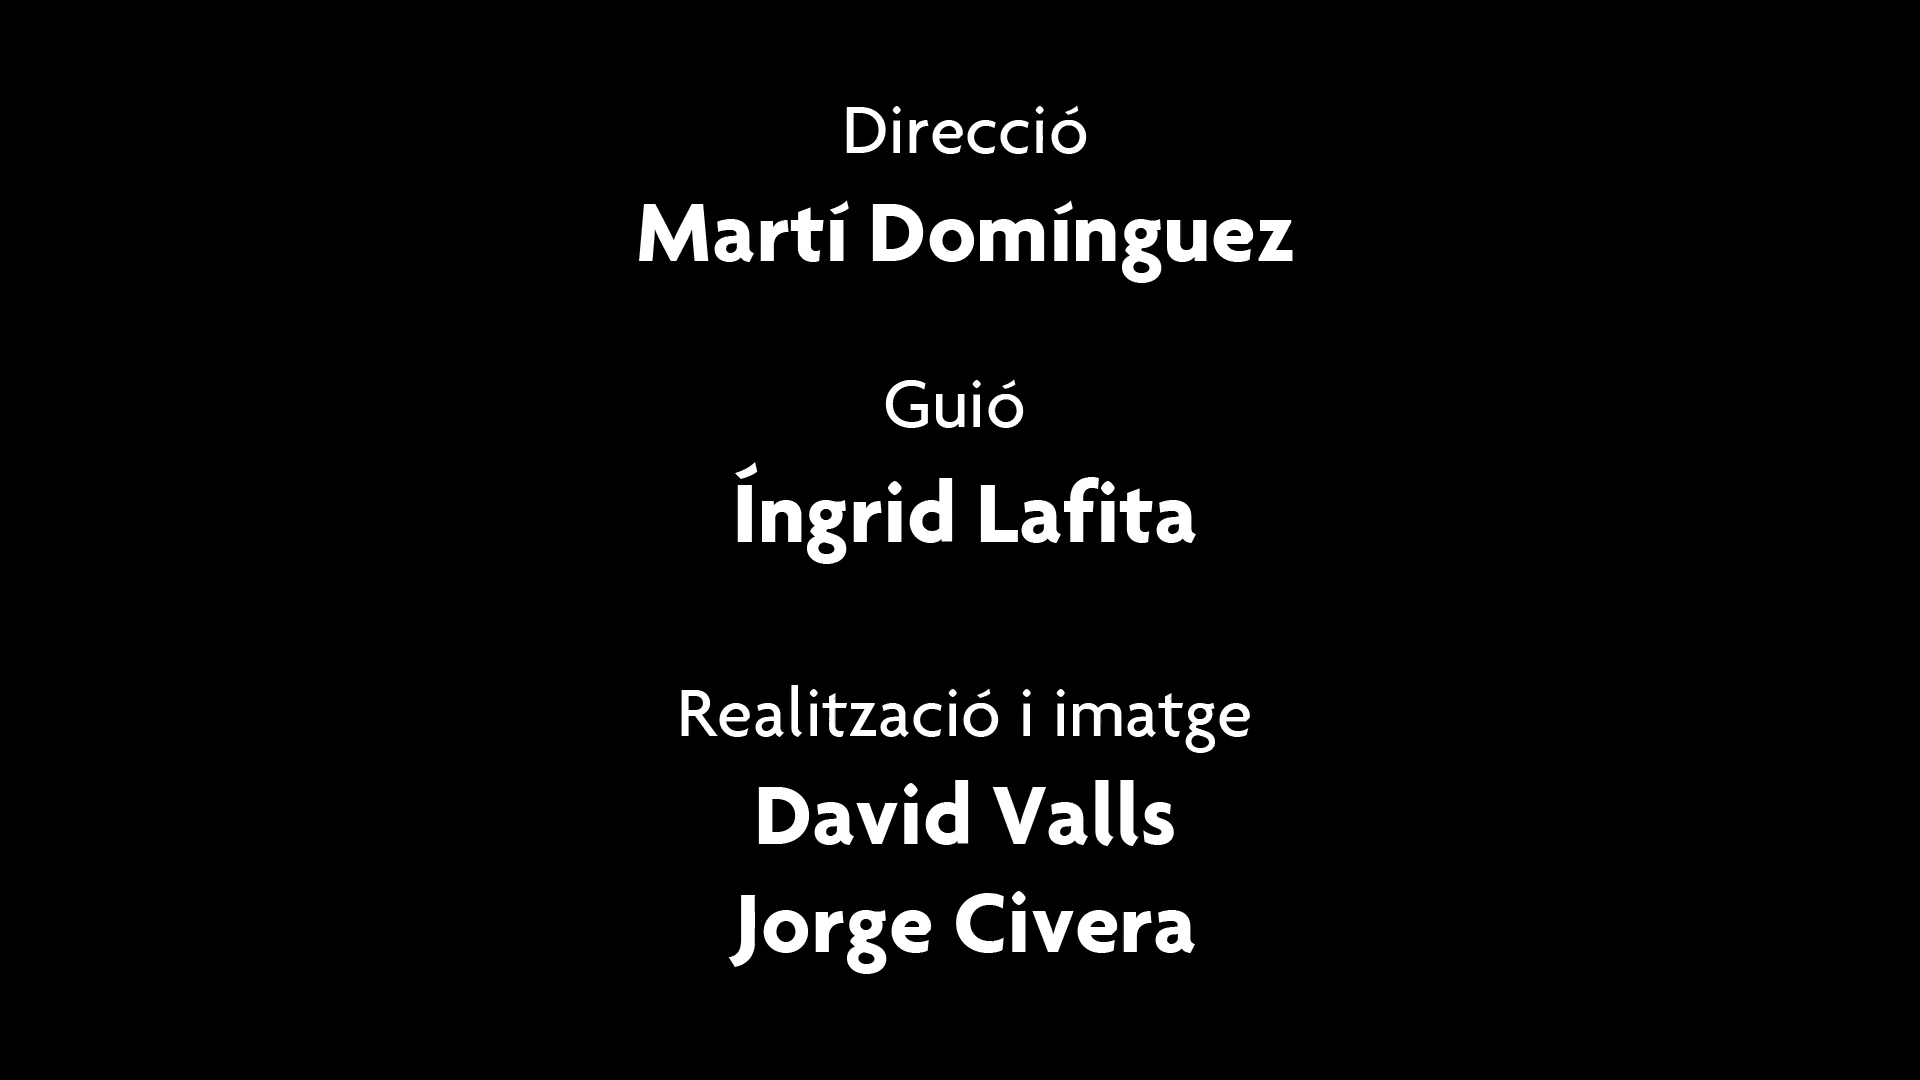 Direcció
Martí Domínguez
Guió
Íngrid Lafita
Realització i imatge
David Valls
Jorge Civera